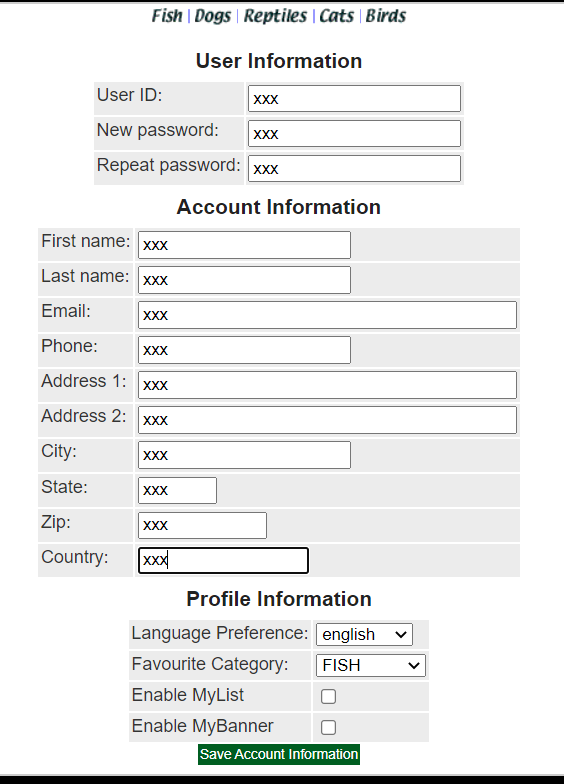 Fish | Dogs | Reptiles | Cats | Birds
User Information
User ID: xxx
New password: xxx
Repeat password: xxx
Account Information
First name: xxx
Last name: xxx
Email: xxx
Phone: xxx
Address 1: xxx
Address 2: xxx
City: xxx
State: xxx
Zip: xxx
Country: xxx
Profile Information
Language Preference: english
Favourite Category: FISH
Enable MyList
Enable MyBanner
Save Account Information